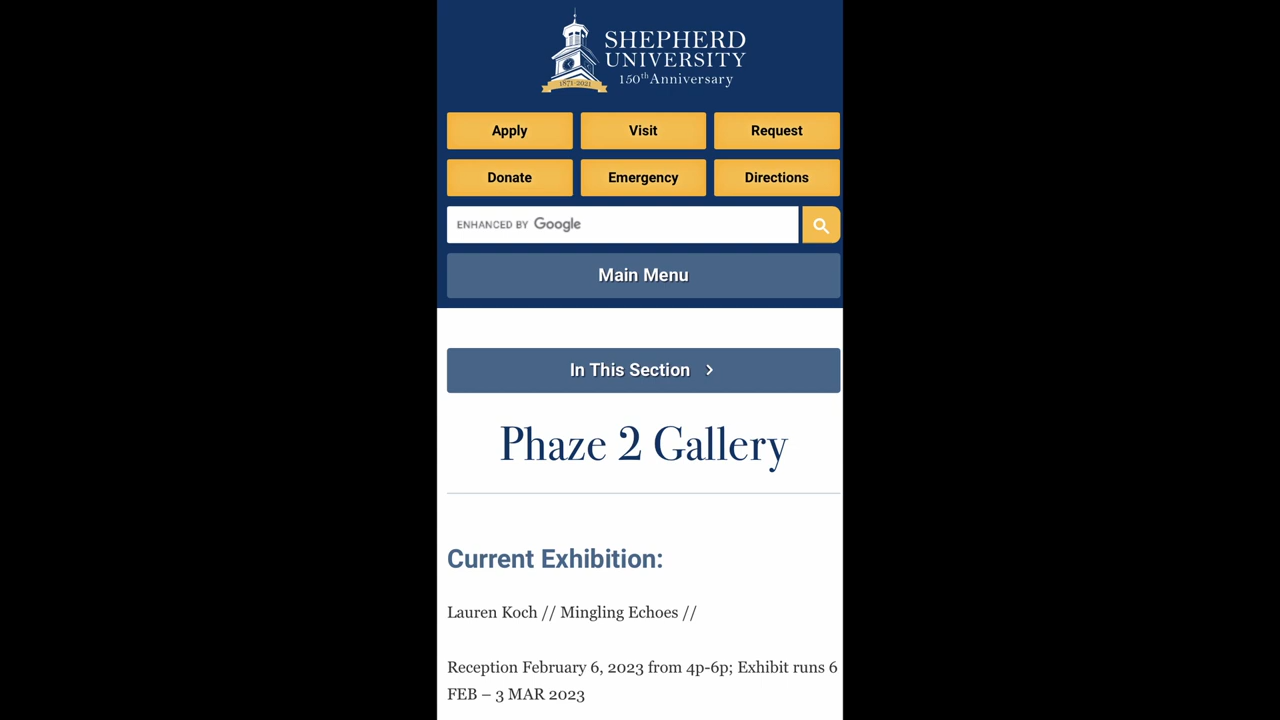 SHEPHERD
UNIVERSITY
150th Anniversary
1871-2021
Apply
Visit
Request
Donate
Emergency
Directions
ENHANCED BY Google
Main Menu
In This Section
Phaze 2 Gallery
Current Exhibition:
Lauren Koch // Mingling Echoes //
Reception February 6, 2023 from 4p-6p; Exhibit runs 6
FEB – 3 MAR 2023